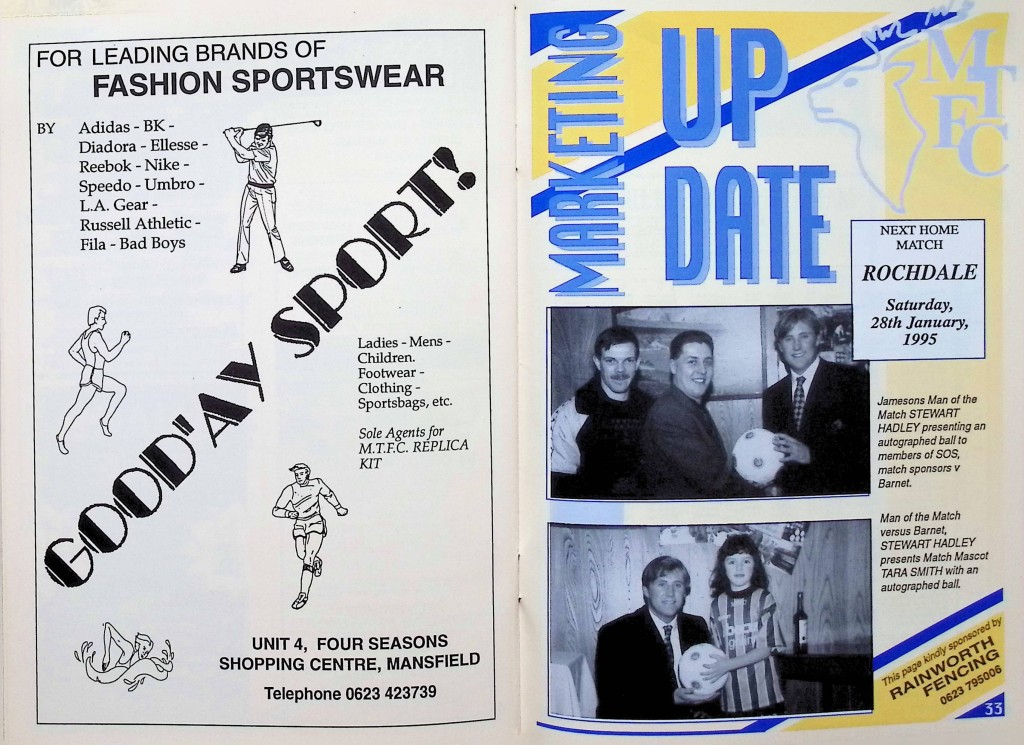 FOR LEADING BRANDS OF
FASHION SPORTSWEAR
BY
Adidas - BK -
Diadora - Ellesse -
Reebok - Nike -
Speedo - Umbro -
L.A. Gear -
Russell Athletic -
Fila - Bad Boys
GOOD'AY SPORT!
Ladies - Mens -
Children.
Footwear -
Clothing -
Sportsbags, etc.
Sole Agents for
M.T.F.C. REPLICA
KIT
UNIT 4, FOUR SEASONS
SHOPPING CENTRE, MANSFIELD
Telephone 0623 423739
MARKETING
UP
DATE
MTFC
NEXT HOME
MATCH
ROCHDALE
Saturday,
28th January,
1995
Jamesons Man of the
Match STEWART
HADLEY presenting an
autographed ball to
members of SOS,
match sponsors v
Barnet.
Man of the Match
versus Barnet,
STEWART HADLEY
presents Match Mascot
TARA SMITH with an
autographed ball.
This page kindly sponsored by
RAINWORTH
FENCING
0623 795006
33